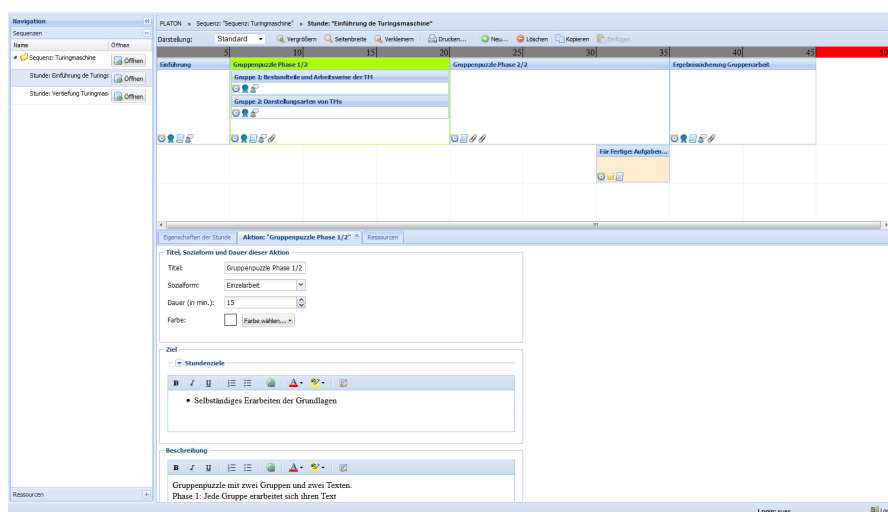 Navigation
Sequenzen
Name Öffnen
Sequenz: Turingmaschine Öffnen
Stunde: Einführung de Turings Öffnen
Stunde: Vertiefung Turingmas Öffnen
Ressourcen
PLATON » Sequenz: "Sequenz: Turingmaschine" » Stunde: "Einführung de Turingsmaschine"
Darstellung: Standard Vergrößern Seitenbreite Verkleinern Drucken... Neu... Löschen Kopieren Einfügen
5 10 15 20 25 30 35 40 45 50
Einführung Gruppenpuzzle Phase 1/2 Gruppenpuzzle Phase 2/2 Ergebnissicherung Gruppenarbeit
Gruppe 1: Bestandteile und Arbeitsweise der TM
Gruppe 2: Darstellungsarten von TMs
Für Fertige: Aufgaben...
Eigenschaften der Stunde Aktion: "Gruppenpuzzle Phase 1/2" Ressourcen
Titel, Sozialform und Dauer dieser Aktion
Titel: Gruppenpuzzle Phase 1/2
Sozialform: Einzelarbeit
Dauer (in min.): 15
Farbe: Farbe wählen...
Ziel
Stundenziele
B I U A
• Selbständiges Erarbeiten der Grundlagen
Beschreibung
B I U A
Gruppenpuzzle mit zwei Gruppen und zwei Texten.
Phase 1: Jede Gruppe erarbeitet sich ihren Text
Login: